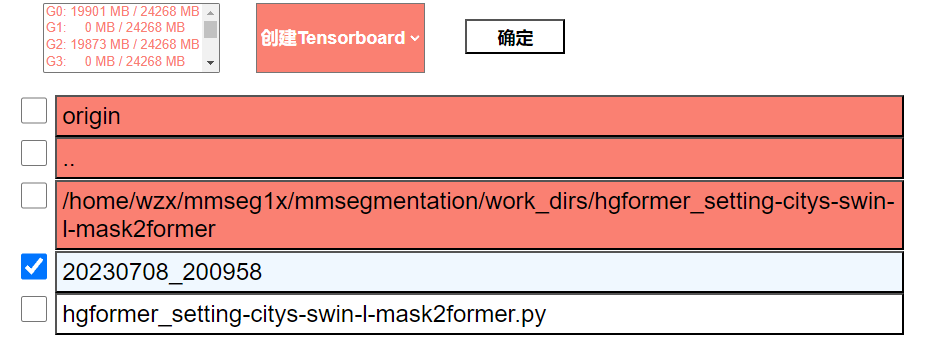 G0: 19901 MB / 24268 MB
G1: 0 MB / 24268 MB
G2: 19873 MB / 24268 MB
G3: 0 MB / 24268 MB
创建Tensorboard
确定
origin
..
/home/wzx/mmseg1x/mmsegmentation/work_dirs/hgformer_setting-citys-swin-
l-mask2former
20230708_200958
hgformer_setting-citys-swin-l-mask2former.py